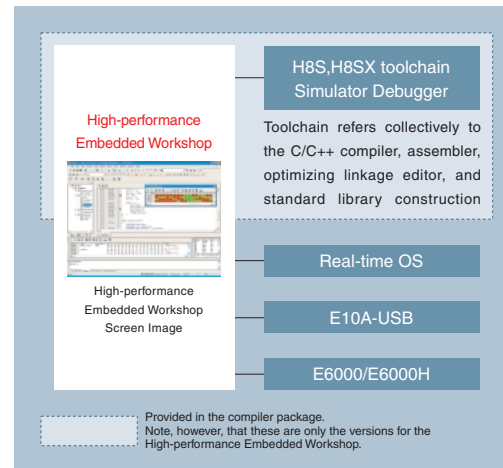 High-performance
Embedded Workshop
High-performance
Embedded Workshop
Screen Image
H8S,H8SX toolchain
Simulator Debugger
Toolchain refers collectively to
the C/C++ compiler, assembler,
optimizing linkage editor, and
standard library construction
Real-time OS
E10A-USB
E6000/E6000H
Provided in the compiler package.
Note, however, that these are only the versions for the
High-performance Embedded Workshop.